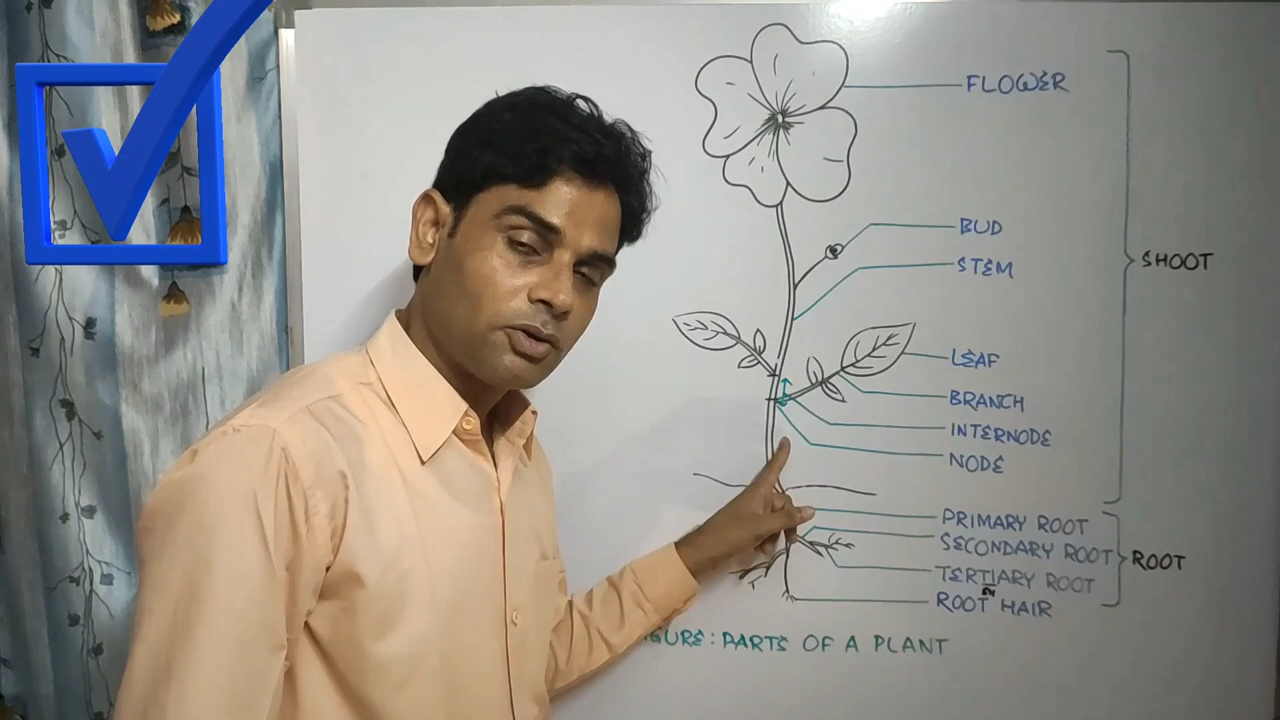 FLOWER
BUD
STEM
SHOOT
LEAF
BRANCH
INTERNODE
NODE
PRIMARY ROOT
SECONDARY ROOT
ROOT
TERTIARY ROOT
ROOT HAIR
PARTS OF A PLANT